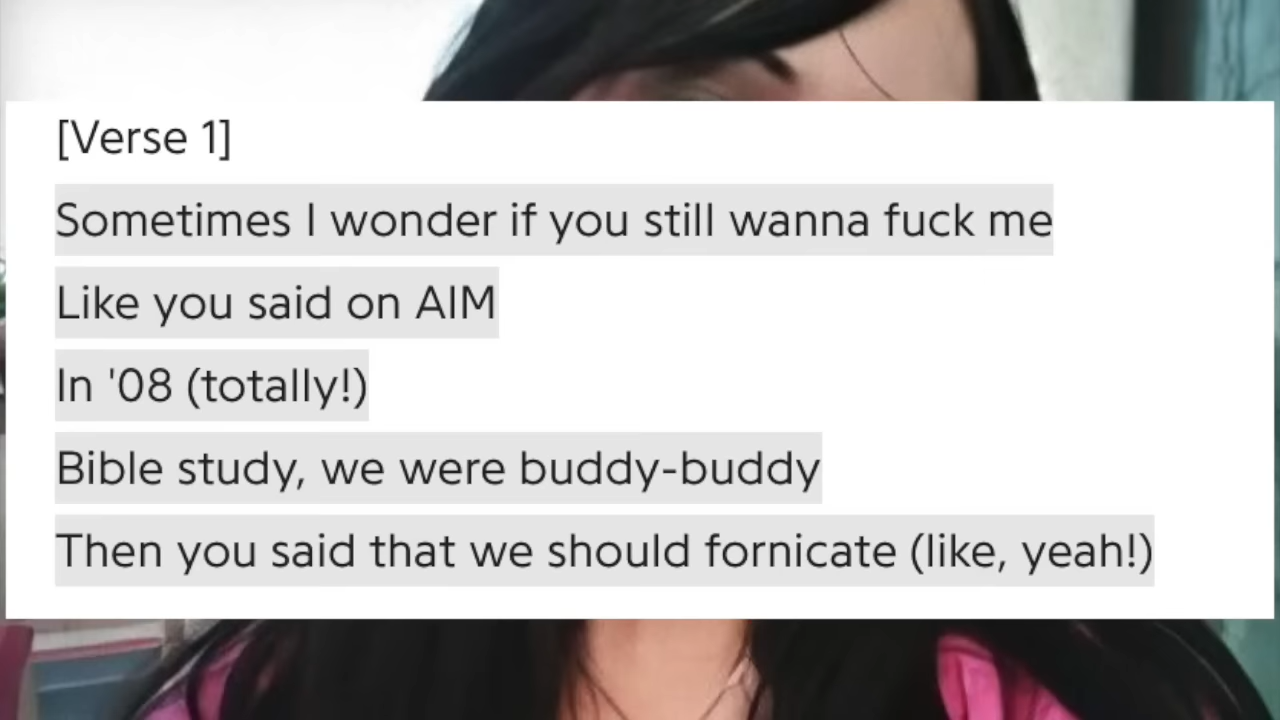 [Verse 1]
Sometimes I wonder if you still wanna fuck me
Like you said on AIM
In '08 (totally!)
Bible study, we were buddy-buddy
Then you said that we should fornicate (like, yeah!)